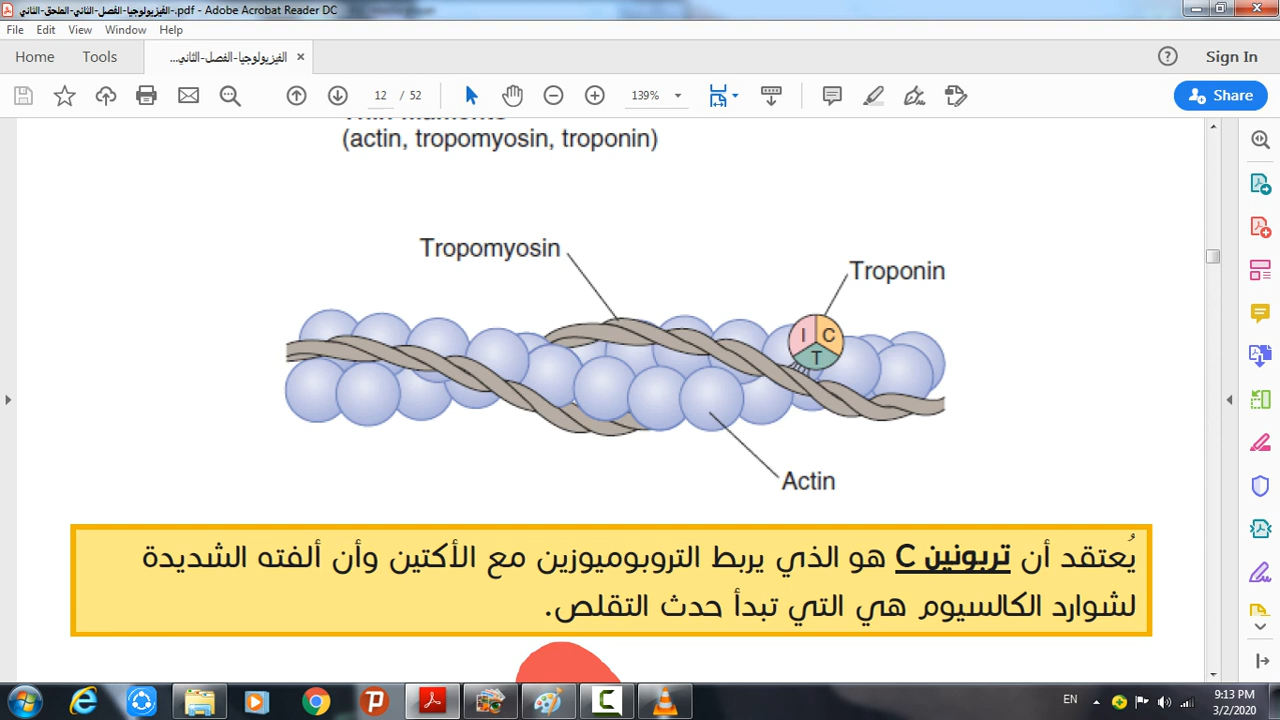 الفيزيولوجيا-الفصل-الثاني-الملحق-الثاني-.pdf - Adobe Acrobat Reader DC
File Edit View Window Help
Home Tools الفيزيولوجيا-الفصل-الثاني... × Sign In
12 / 52 139% Share
(actin, tropomyosin, troponin)
Tropomyosin
Troponin
I C
T
Actin
يُعتقد أن تربونين C هو الذي يربط التروبوميوزين مع الأكتين وأن ألفته الشديدة
لشوارد الكالسيوم هي التي تبدأ حدث التقلص.
EN 9:13 PM
3/2/2020